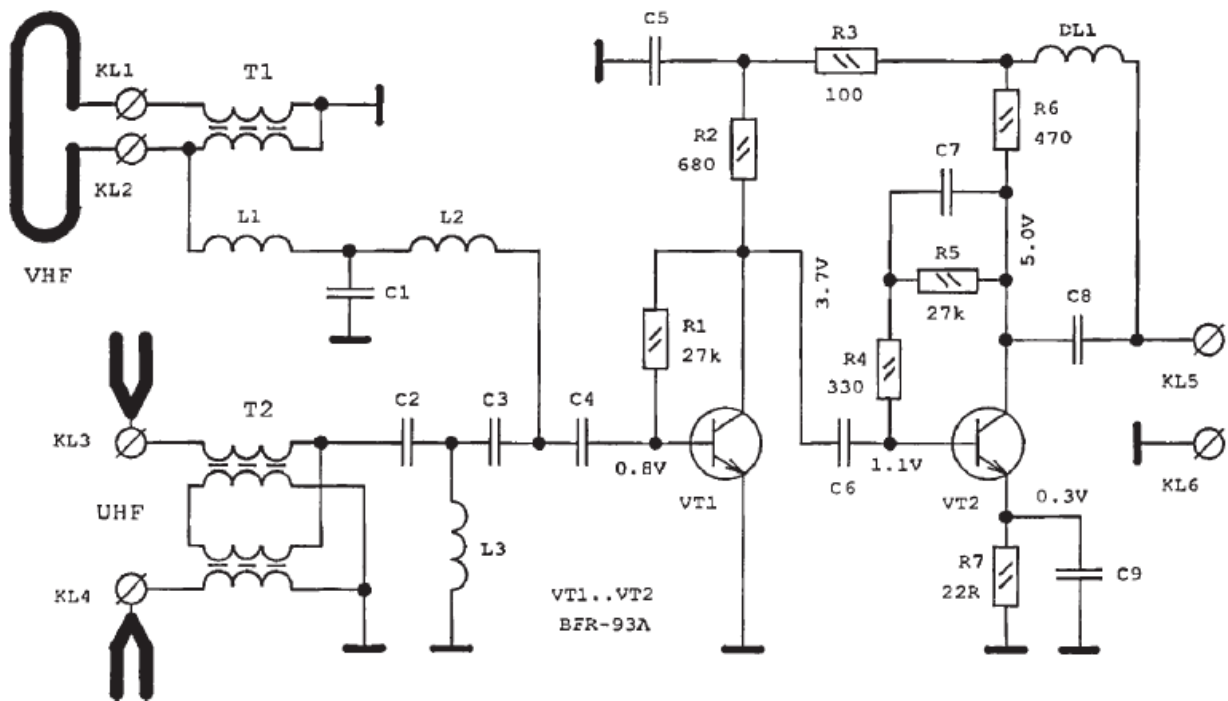 C5
R3
DL1
KL1
T1
100
R6
470
R2
680
C7
KL2
L1
L2
VHF
C1
5.0V
3.7V
R5
27k
C8
R1
27k
R4
330
KL5
T2
C2
C3
C4
KL3
0.8V
1.1V
C6
KL6
VT1
VT2
0.3V
UHF
L3
R7
22R
C9
KL4
VT1..VT2
BFR-93A